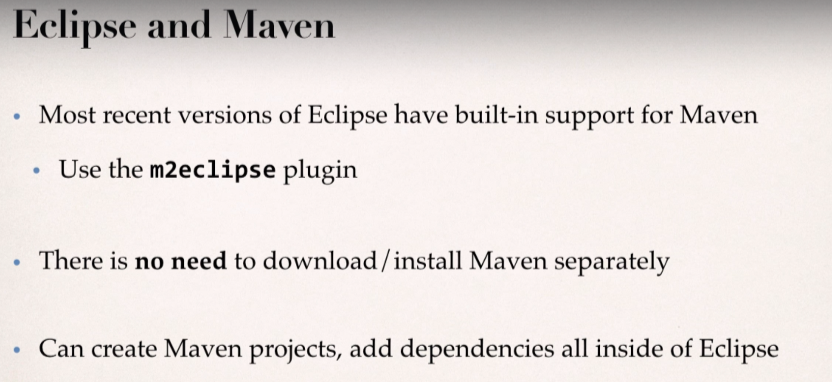 Eclipse and Maven
• Most recent versions of Eclipse have built-in support for Maven
• Use the m2eclipse plugin
• There is no need to download/install Maven separately
• Can create Maven projects, add dependencies all inside of Eclipse